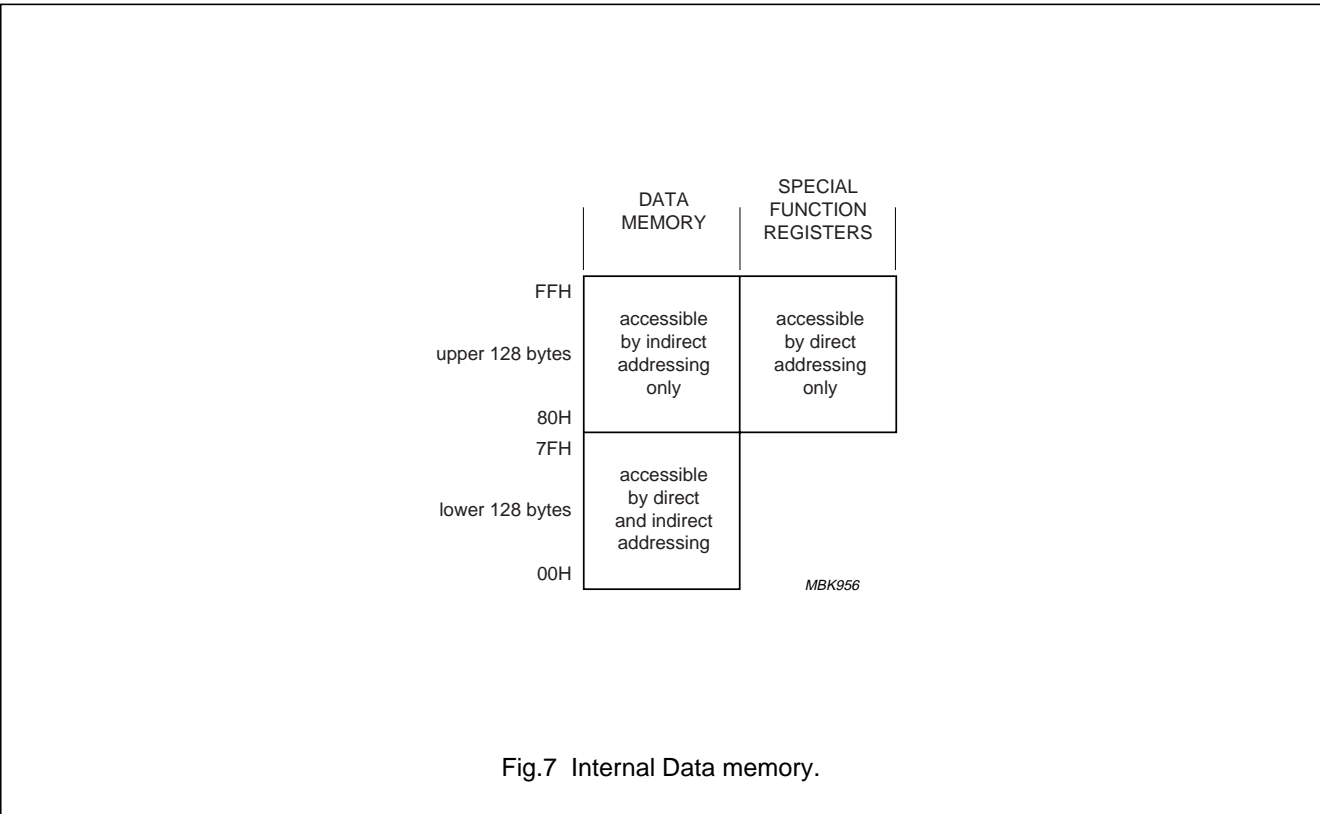 DATA
MEMORY
SPECIAL
FUNCTION
REGISTERS
FFH
upper 128 bytes
80H
accessible
by indirect
addressing
only
accessible
by direct
addressing
only
7FH
lower 128 bytes
00H
accessible
by direct
and indirect
addressing
MBK956
Fig.7 Internal Data memory.